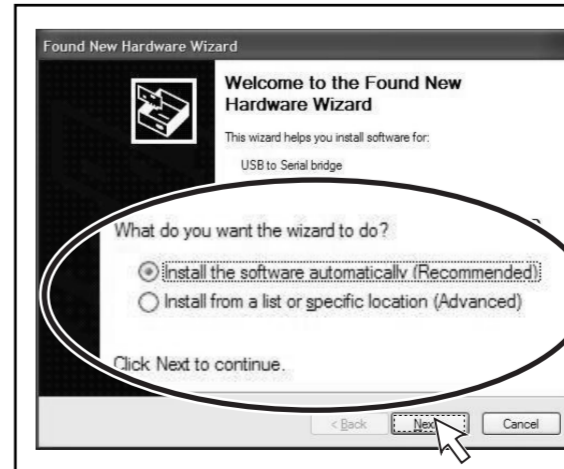 Found New Hardware Wizard
Welcome to the Found New
Hardware Wizard
This wizard helps you install software for:
USB to Serial bridge
What do you want the wizard to do?
Install the software automatically (Recommended)
Install from a list or specific location (Advanced)
Click Next to continue.
< Back
Next
Cancel